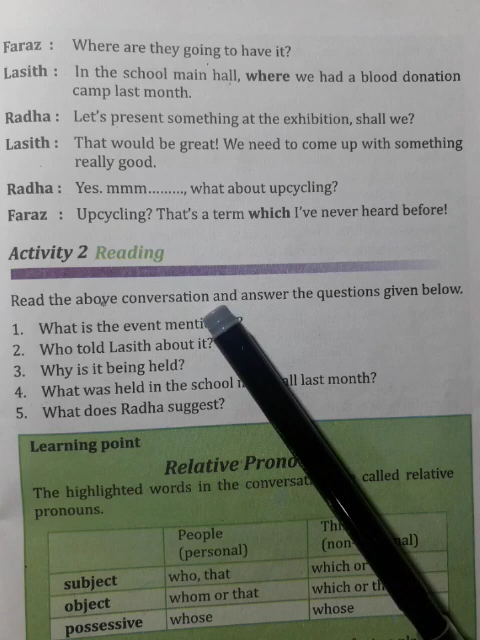 Faraz : Where are they going to have it?
Lasith : In the school main hall, where we had a blood donation
camp last month.
Radha : Let's present something at the exhibition, shall we?
Lasith : That would be great! We need to come up with something
really good.
Radha : Yes. mmm........., what about upcycling?
Faraz : Upcycling? That's a term which I've never heard before!
Activity 2 Reading
Read the above conversation and answer the questions given below.
1. What is the event menti ?
2. Who told Lasith about it?
3. Why is it being held?
4. What was held in the school all last month?
5. What does Radha suggest?
Learning point
Relative Prono
The highlighted words in the conversat called relative
pronouns.
People Th
(personal) (non- nal)
subject who, that which or
object whom or that which or th
possessive whose whose